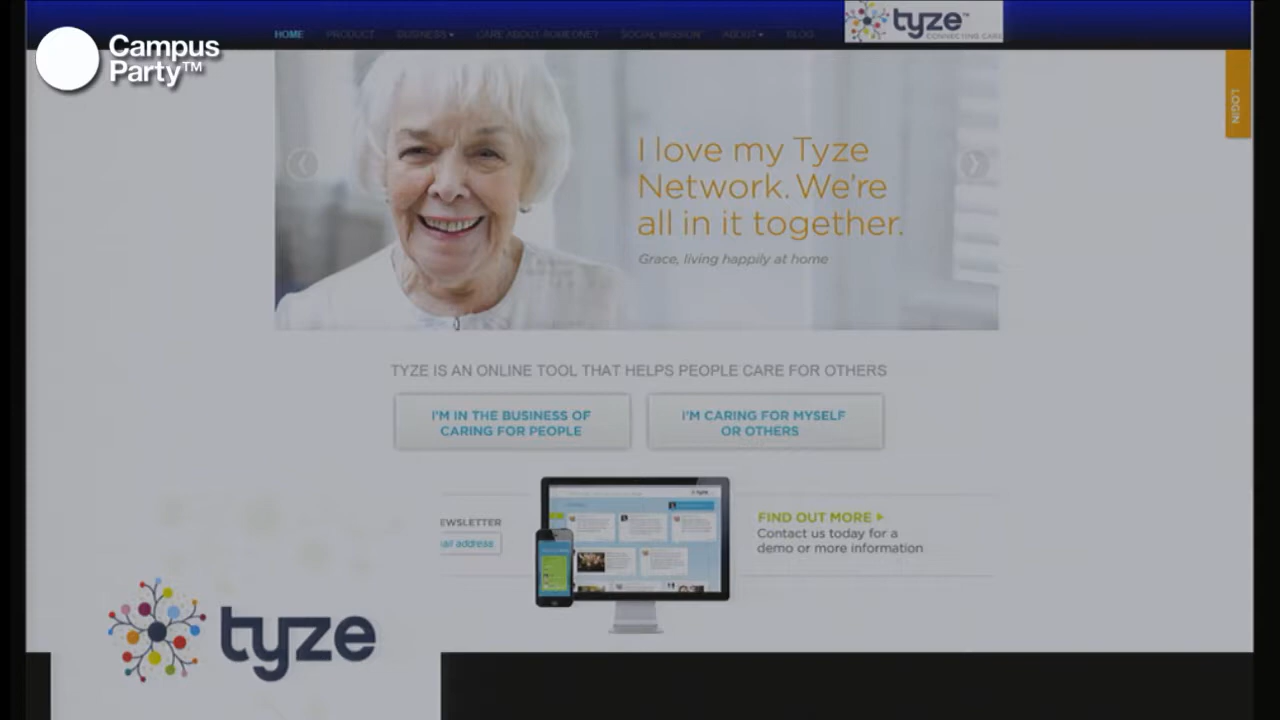 Campus
Party™
HOME PRODUCT BUSINESS CARE ABOUT SOMEONE? SOCIAL MISSION ABOUT BLOG
tyze™
CONNECTING CARE
LOGIN
I love my Tyze
Network. We're
all in it together.
Grace, living happily at home
TYZE IS AN ONLINE TOOL THAT HELPS PEOPLE CARE FOR OTHERS
I'M IN THE BUSINESS OF
CARING FOR PEOPLE
I'M CARING FOR MYSELF
OR OTHERS
EWSLETTER
ail address
FIND OUT MORE
Contact us today for a
demo or more information
tyze